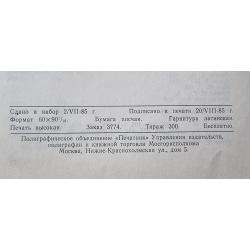 Сдано в набор 2/VII-85 г. Подписано к печати 20/VIII-85 г.
Формат 60×90¹/₁₆. Бумага писчая. Гарнитура латинская.
Печать высокая. Заказ 3774. Тираж 300. Бесплатно.
Полиграфическое объединение «Печатник» Управления издательств,
полиграфии и книжной торговли Мосгорисполкома
Москва, Нижне-Краснохолмская ул., дом 5.